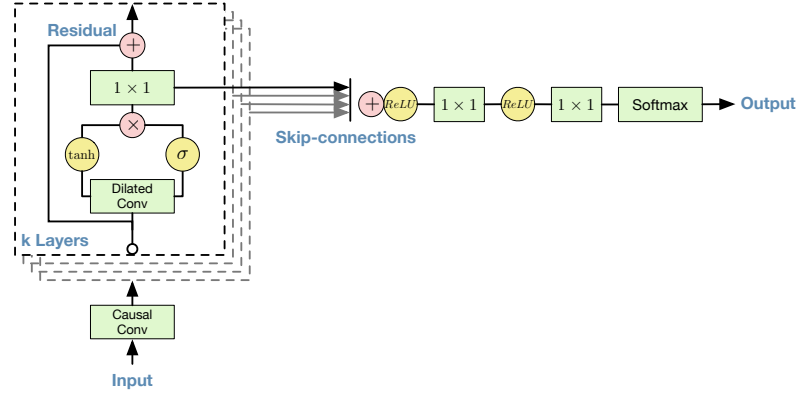 Residual
+
1 × 1
×
tanh
σ
Dilated
Conv
k Layers
Causal
Conv
Input
Skip-connections
+
ReLU
1 × 1
ReLU
1 × 1
Softmax
Output